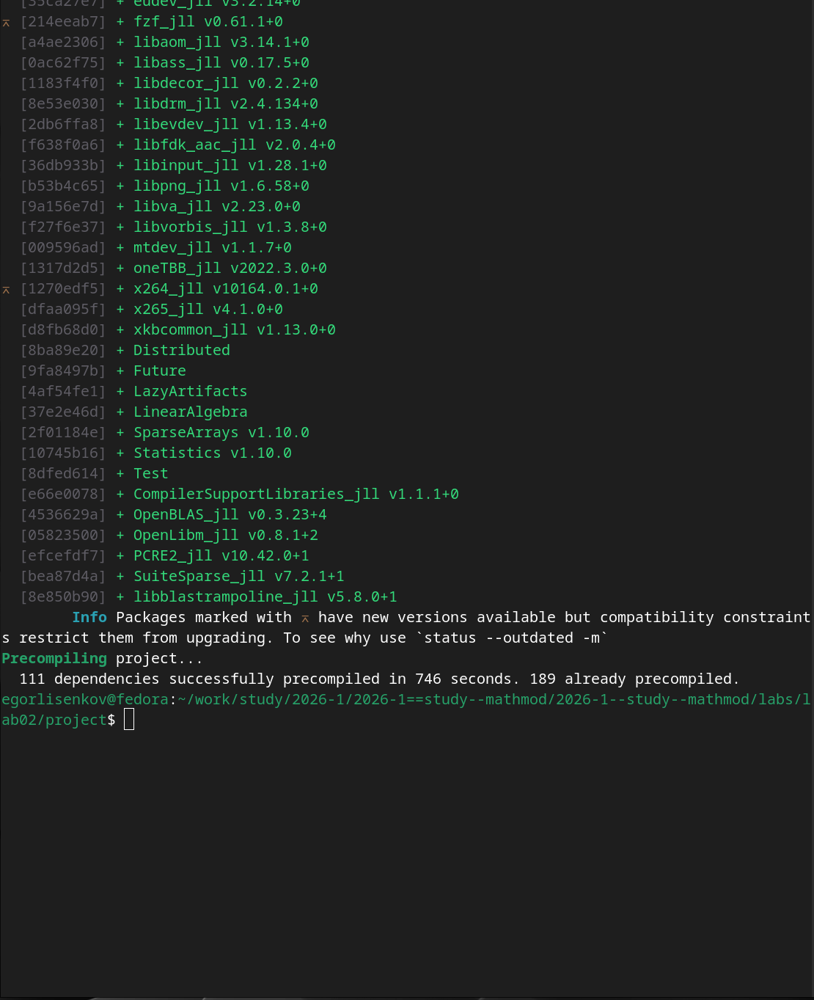 [35ca27e7] + eudev_jll v3.2.14+0
⌅ [214eeab7] + fzf_jll v0.61.1+0
[a4ae2306] + libaom_jll v3.14.1+0
[0ac62f75] + libass_jll v0.17.5+0
[1183f4f0] + libdecor_jll v0.2.2+0
[8e53e030] + libdrm_jll v2.4.134+0
[2db6ffa8] + libevdev_jll v1.13.4+0
[f638f0a6] + libfdk_aac_jll v2.0.4+0
[36db933b] + libinput_jll v1.28.1+0
[b53b4c65] + libpng_jll v1.6.58+0
[9a156e7d] + libva_jll v2.23.0+0
[f27f6e37] + libvorbis_jll v1.3.8+0
[009596ad] + mtdev_jll v1.1.7+0
[1317d2d5] + oneTBB_jll v2022.3.0+0
⌅ [1270edf5] + x264_jll v10164.0.1+0
[dfaa095f] + x265_jll v4.1.0+0
[d8fb68d0] + xkbcommon_jll v1.13.0+0
[8ba89e20] + Distributed
[9fa8497b] + Future
[4af54fe1] + LazyArtifacts
[37e2e46d] + LinearAlgebra
[2f01184e] + SparseArrays v1.10.0
[10745b16] + Statistics v1.10.0
[8dfed614] + Test
[e66e0078] + CompilerSupportLibraries_jll v1.1.1+0
[4536629a] + OpenBLAS_jll v0.3.23+4
[05823500] + OpenLibm_jll v0.8.1+2
[efcefdf7] + PCRE2_jll v10.42.0+1
[bea87d4a] + SuiteSparse_jll v7.2.1+1
[8e850b90] + libblastrampoline_jll v5.8.0+1
Info Packages marked with ⌅ have new versions available but compatibility constraint
s restrict them from upgrading. To see why use `status --outdated -m`
Precompiling project...
111 dependencies successfully precompiled in 746 seconds. 189 already precompiled.
egorlisenkov@fedora:~/work/study/2026-1/2026-1==study--mathmod/2026-1--study--mathmod/labs/l
ab02/project$